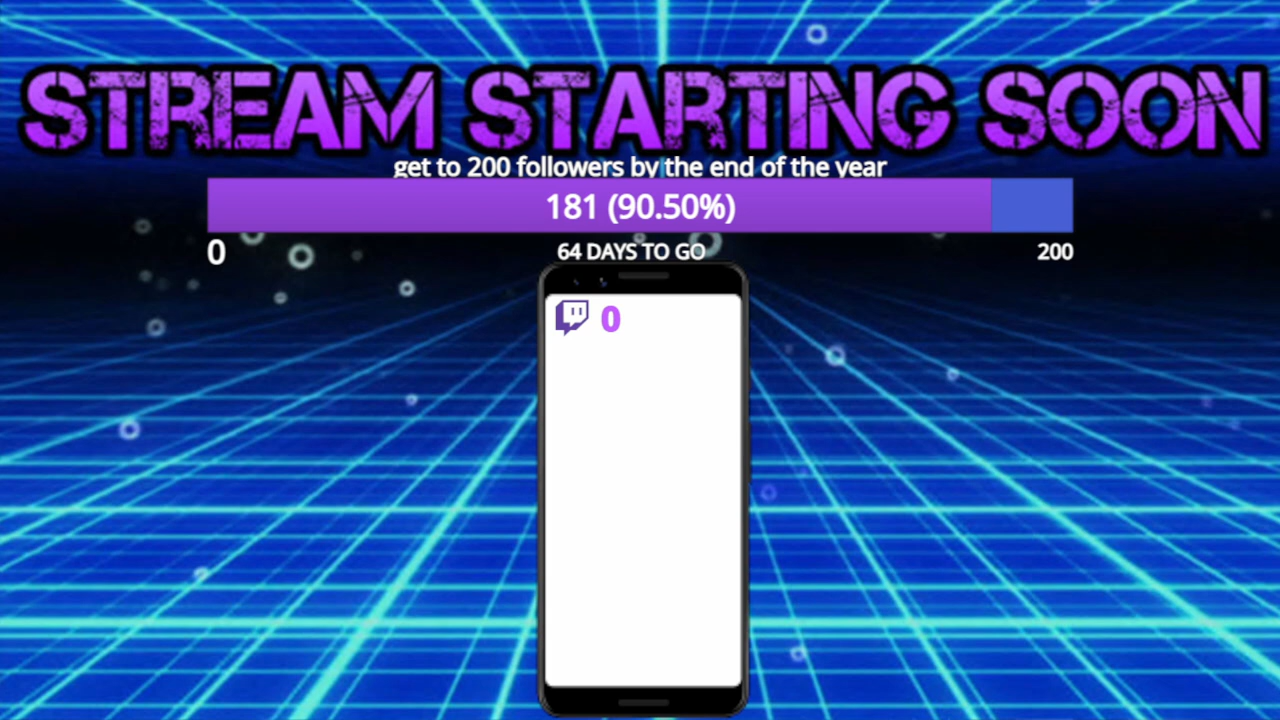 STREAM STARTING SOON
get to 200 followers by the end of the year
181 (90.50%)
0
64 DAYS TO GO
200
0